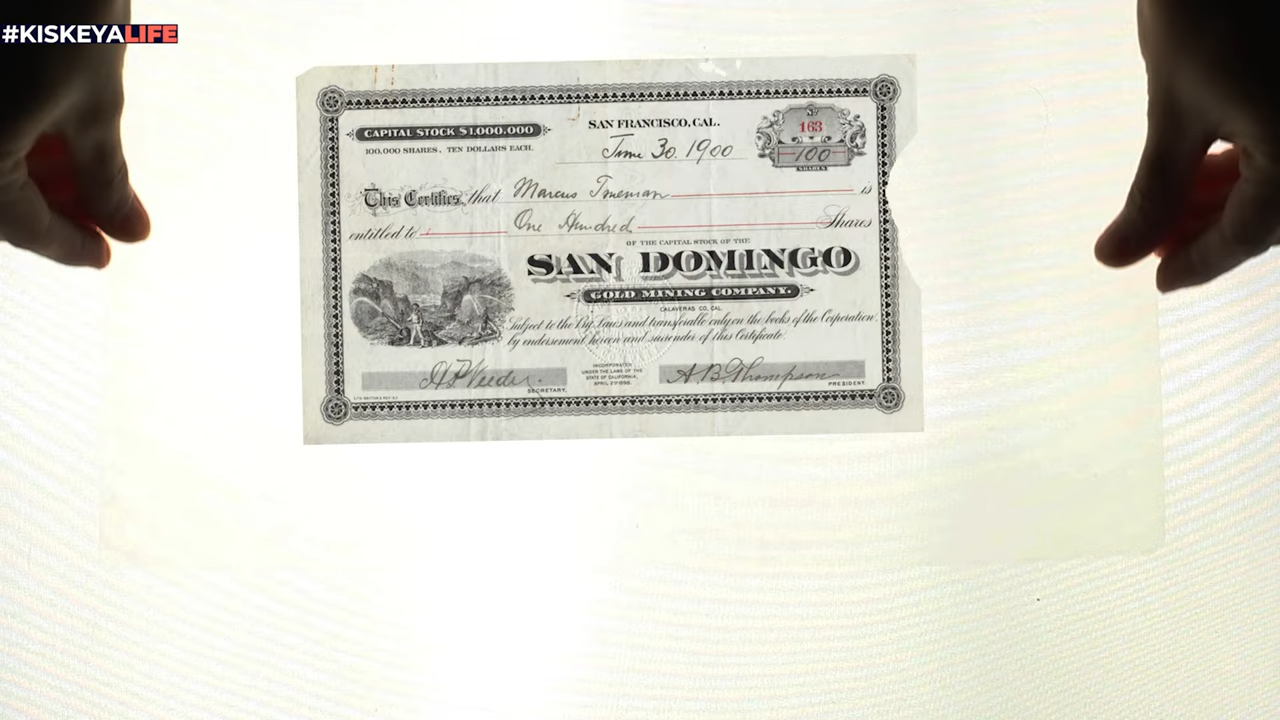 #KISKEYALIFE
CAPITAL STOCK $1,000,000
100,000 SHARES, TEN DOLLARS EACH.
SAN FRANCISCO, CAL.
June 30. 1900
No
163
100
SHARES
This Certifies, that Marcus Trueman is
entitled to One Hundred Shares
OF THE CAPITAL STOCK OF THE
SAN DOMINGO
GOLD MINING COMPANY.
CALAVERAS CO. CAL.
Subject to the By Laws and transferable only on the books of the Corporation,
by endorsement hereon and surrender of this Certificate.
SECRETARY.
INCORPORATED
UNDER THE LAWS OF THE
STATE OF CALIFORNIA,
A.B. Thompson
PRESIDENT